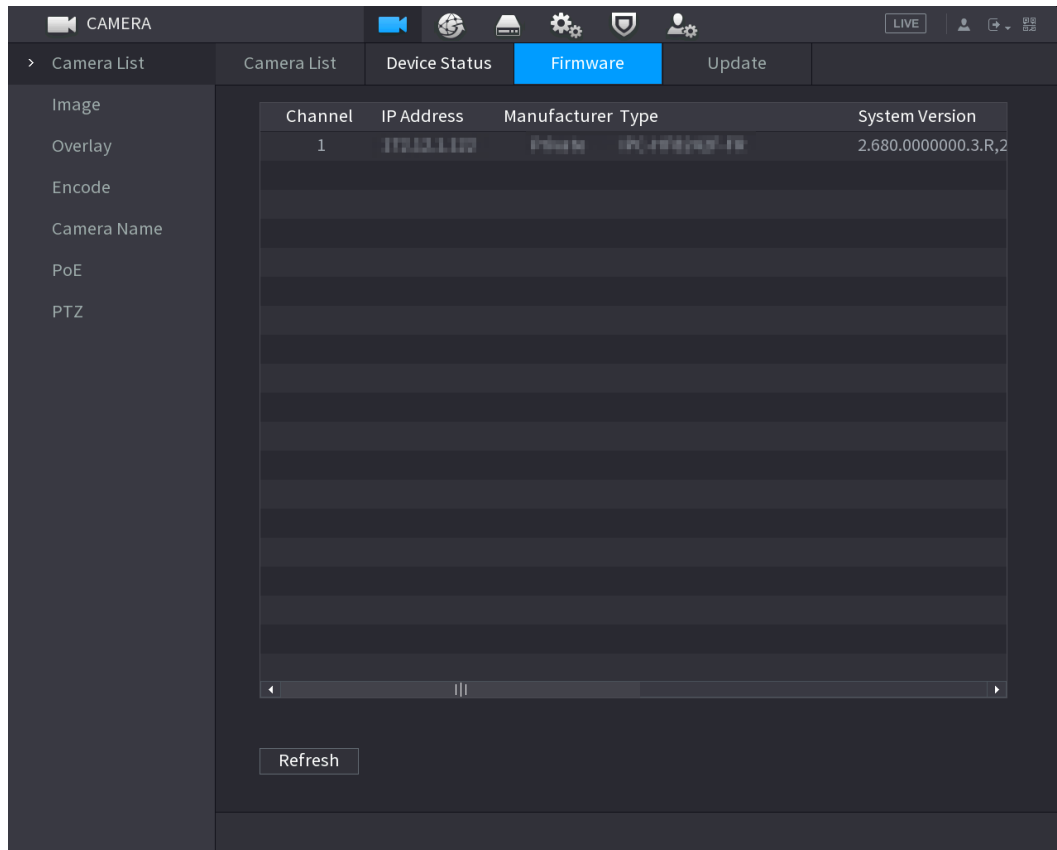 CAMERA LIVE
Camera List Camera List Device Status Firmware Update
Image
Overlay
Encode
Camera Name
PoE
PTZ
Channel IP Address Manufacturer Type System Version
1 2.680.0000000.3.R,2
Refresh